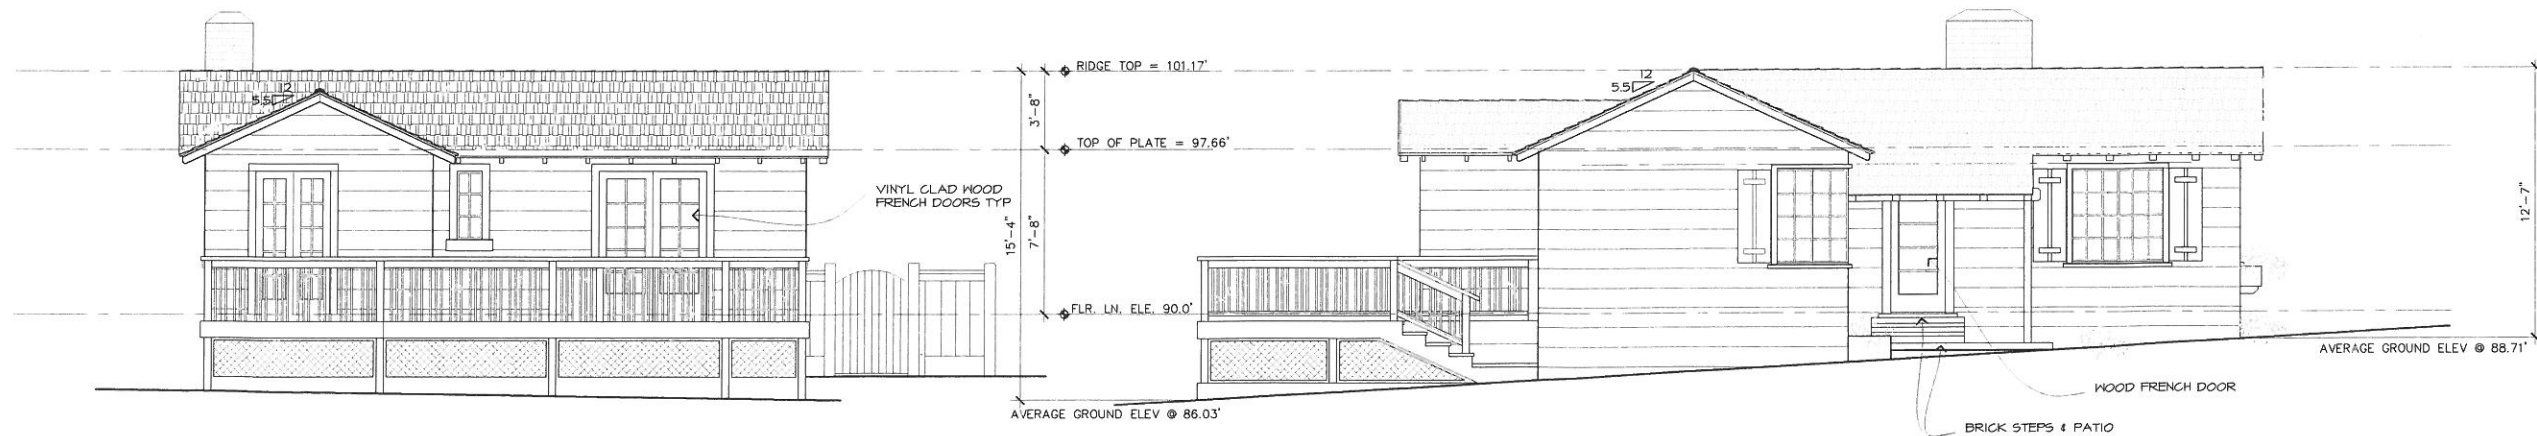 5.5 12
VINYL CLAD WOOD
FRENCH DOORS TYP
RIDGE TOP = 101.17'
3'-8"
TOP OF PLATE = 97.66'
15'-4"
7'-8"
FLR. LN. ELE. 90.0'
AVERAGE GROUND ELEV @ 86.03'
5.5 12
12'-7"
AVERAGE GROUND ELEV @ 88.71'
WOOD FRENCH DOOR
BRICK STEPS & PATIO